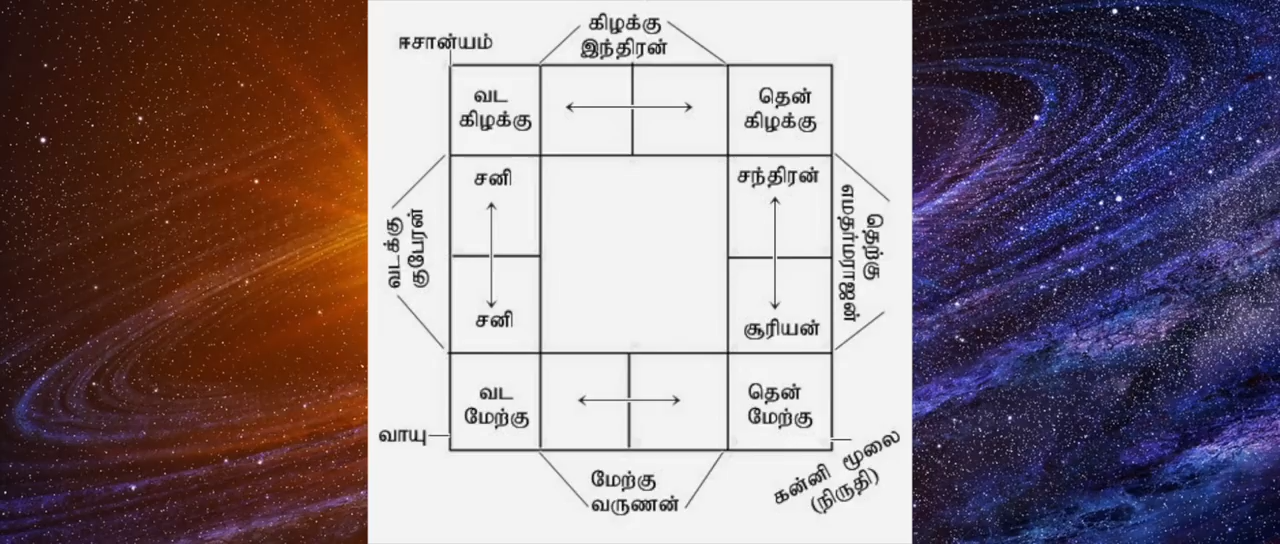 கிழக்கு
இந்திரன்
ஈசான்யம்
வட
கிழக்கு
தென்
கிழக்கு
சனி
சந்திரன்
வடக்கு
குபேரன்
தெற்கு
எமதர்மராஜன்
சனி
சூரியன்
வட
மேற்கு
தென்
மேற்கு
வாயு
மேற்கு
வருணன்
கன்னி மூலை
(நிருதி)